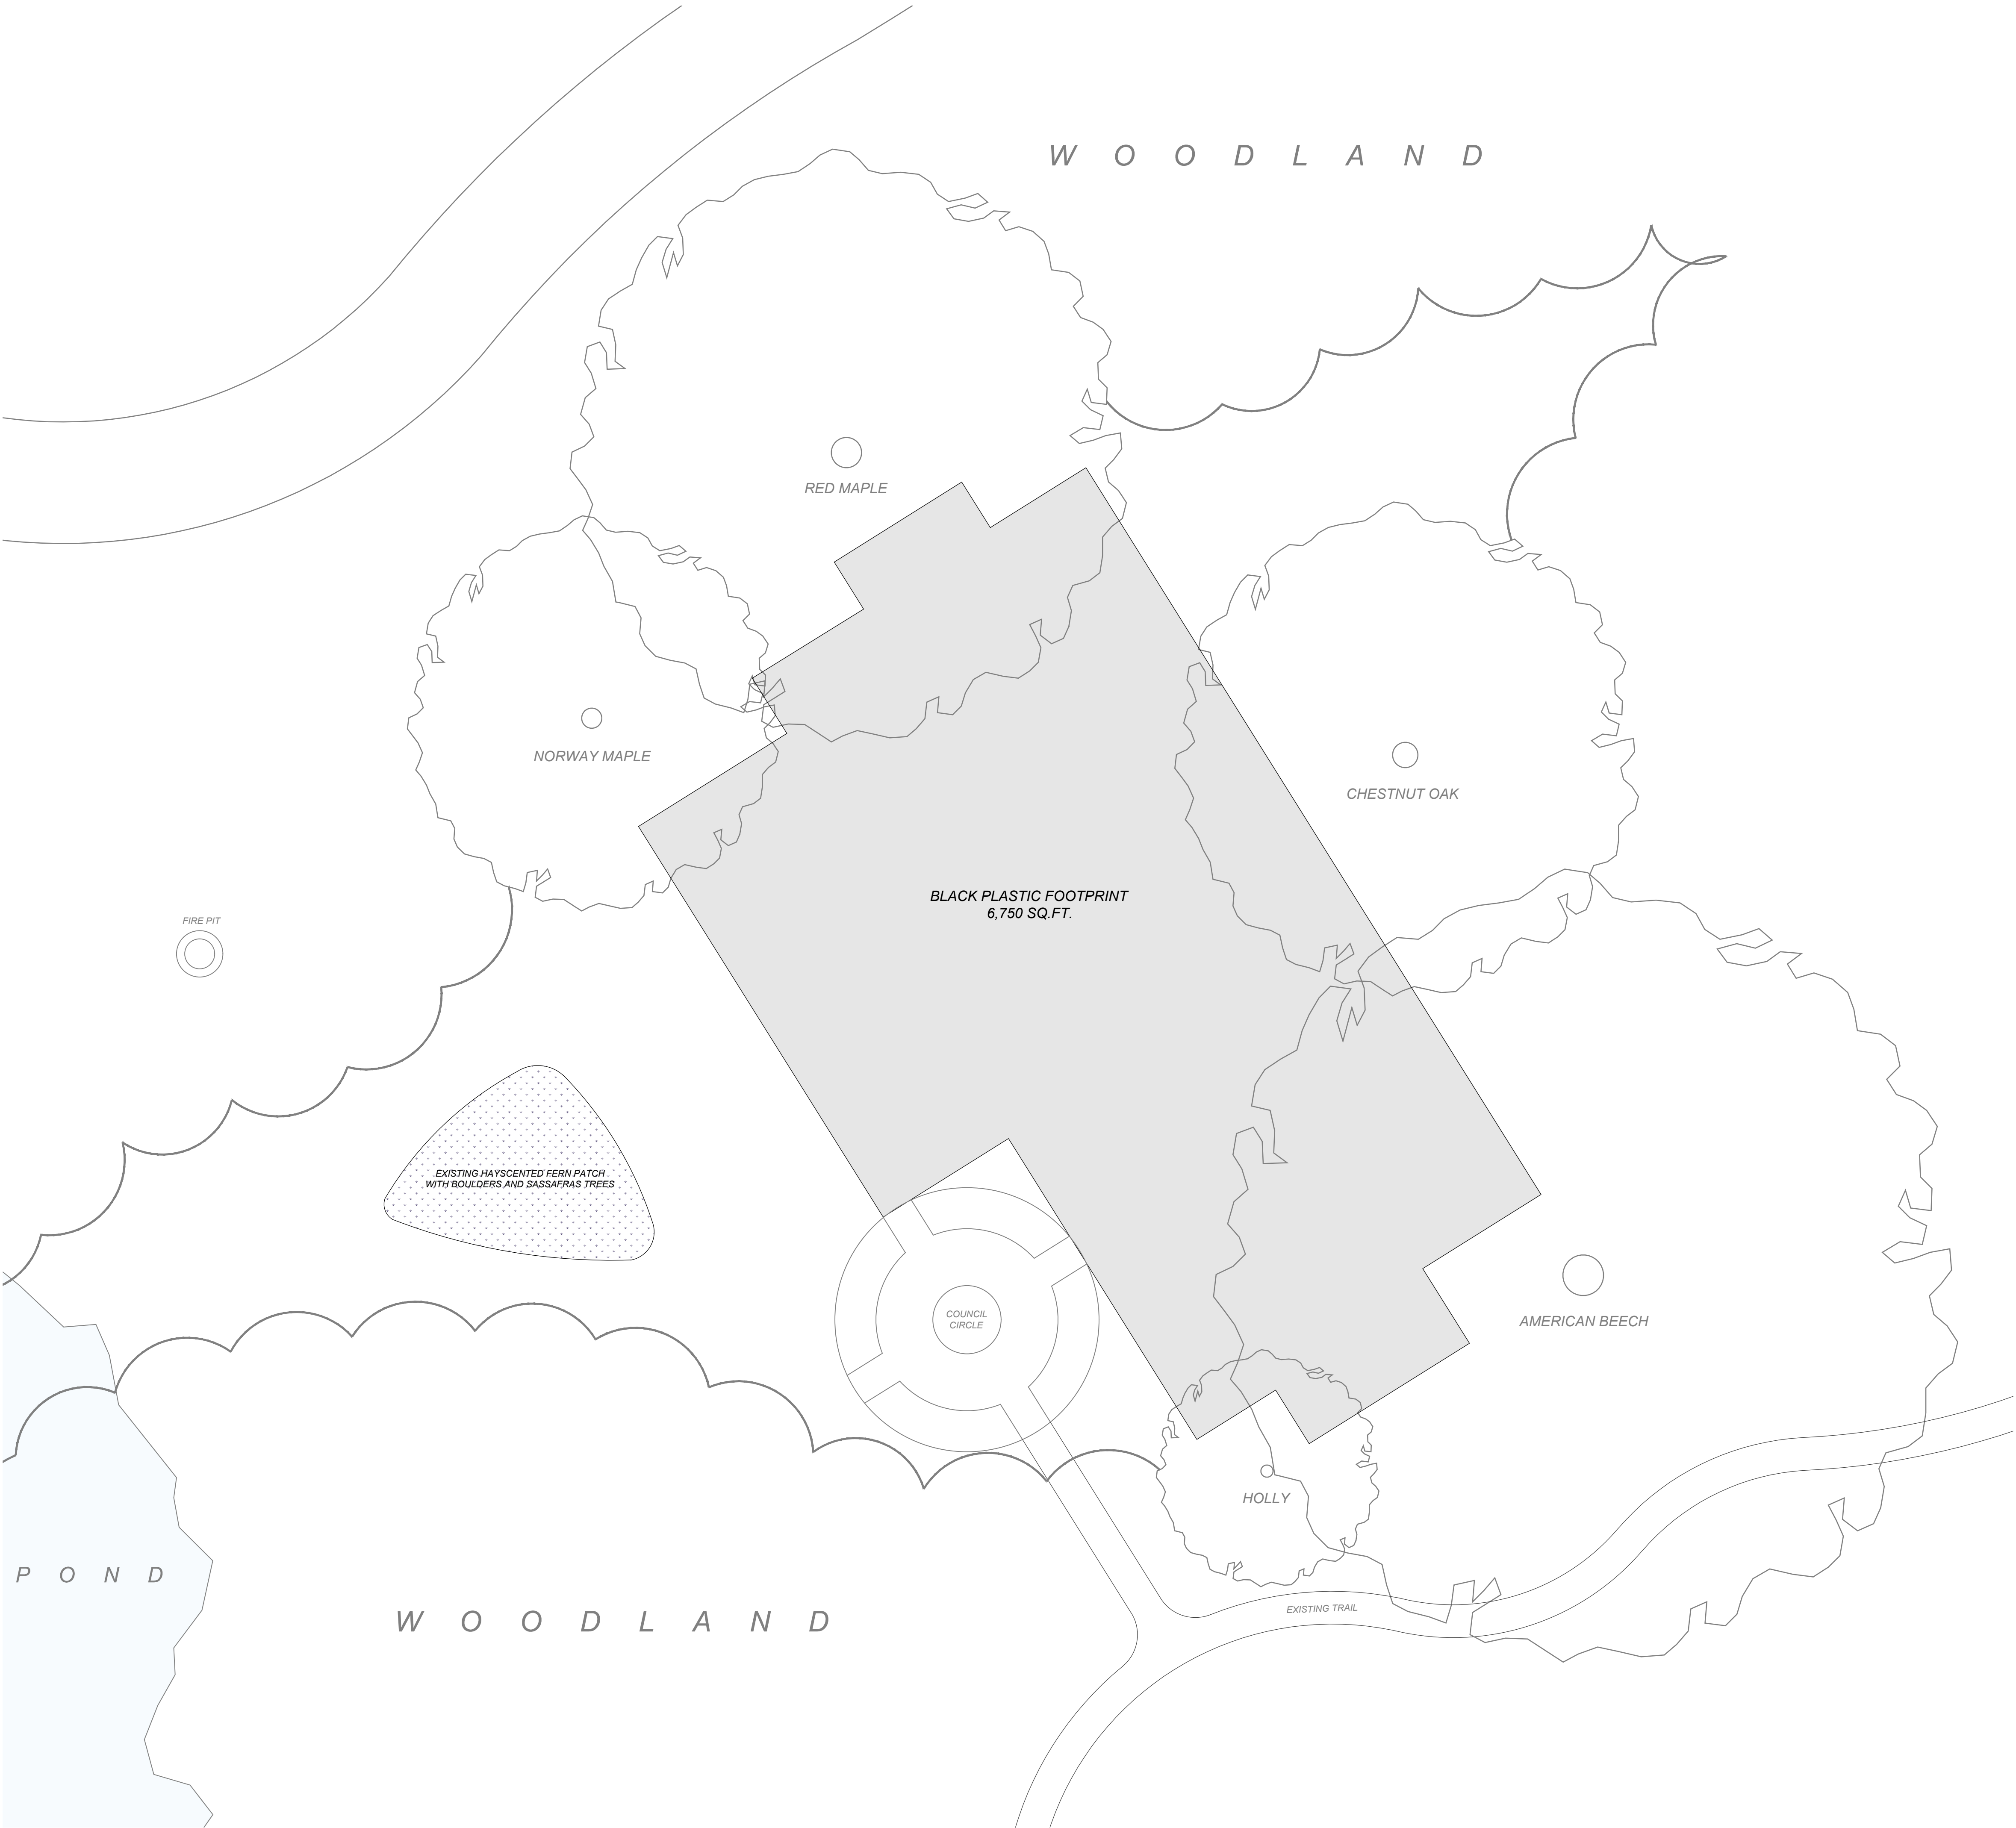 W O O D L A N D
RED MAPLE
NORWAY MAPLE
CHESTNUT OAK
BLACK PLASTIC FOOTPRINT
6,750 SQ.FT.
FIRE PIT
EXISTING HAYSCENTED FERN PATCH
WITH BOULDERS AND SASSAFRAS TREES
COUNCIL
CIRCLE
AMERICAN BEECH
HOLLY
P O N D
EXISTING TRAIL
W O O D L A N D